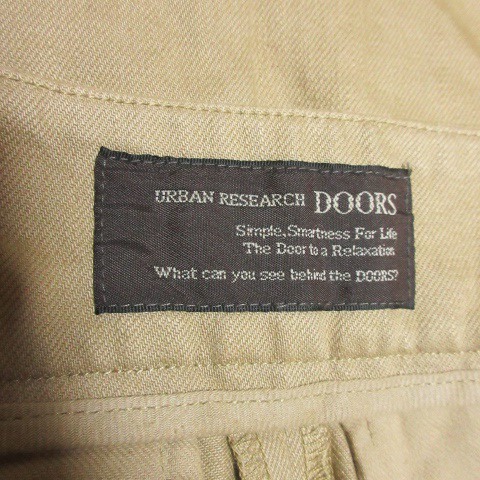 URBAN RESEARCH DOORS
Simple, Smartness For Life
The Door to a Relaxation
What can you see behind the DOORS?